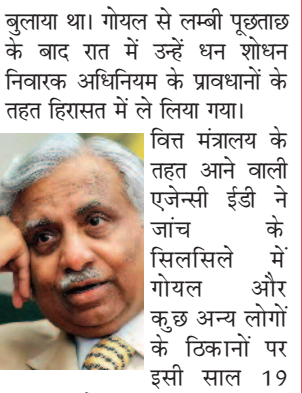 बुलाया था। गोयल से लम्बी पूछताछ
के बाद रात में उन्हें धन शोधन
निवारक अधिनियम के प्रावधानों के
तहत हिरासत में ले लिया गया।
वित्त मंत्रालय के
तहत आने वाली
एजेन्सी ईडी ने
जांच के
सिलसिले में
गोयल और
कुछ अन्य लोगों
के ठिकानों पर
इसी साल 19